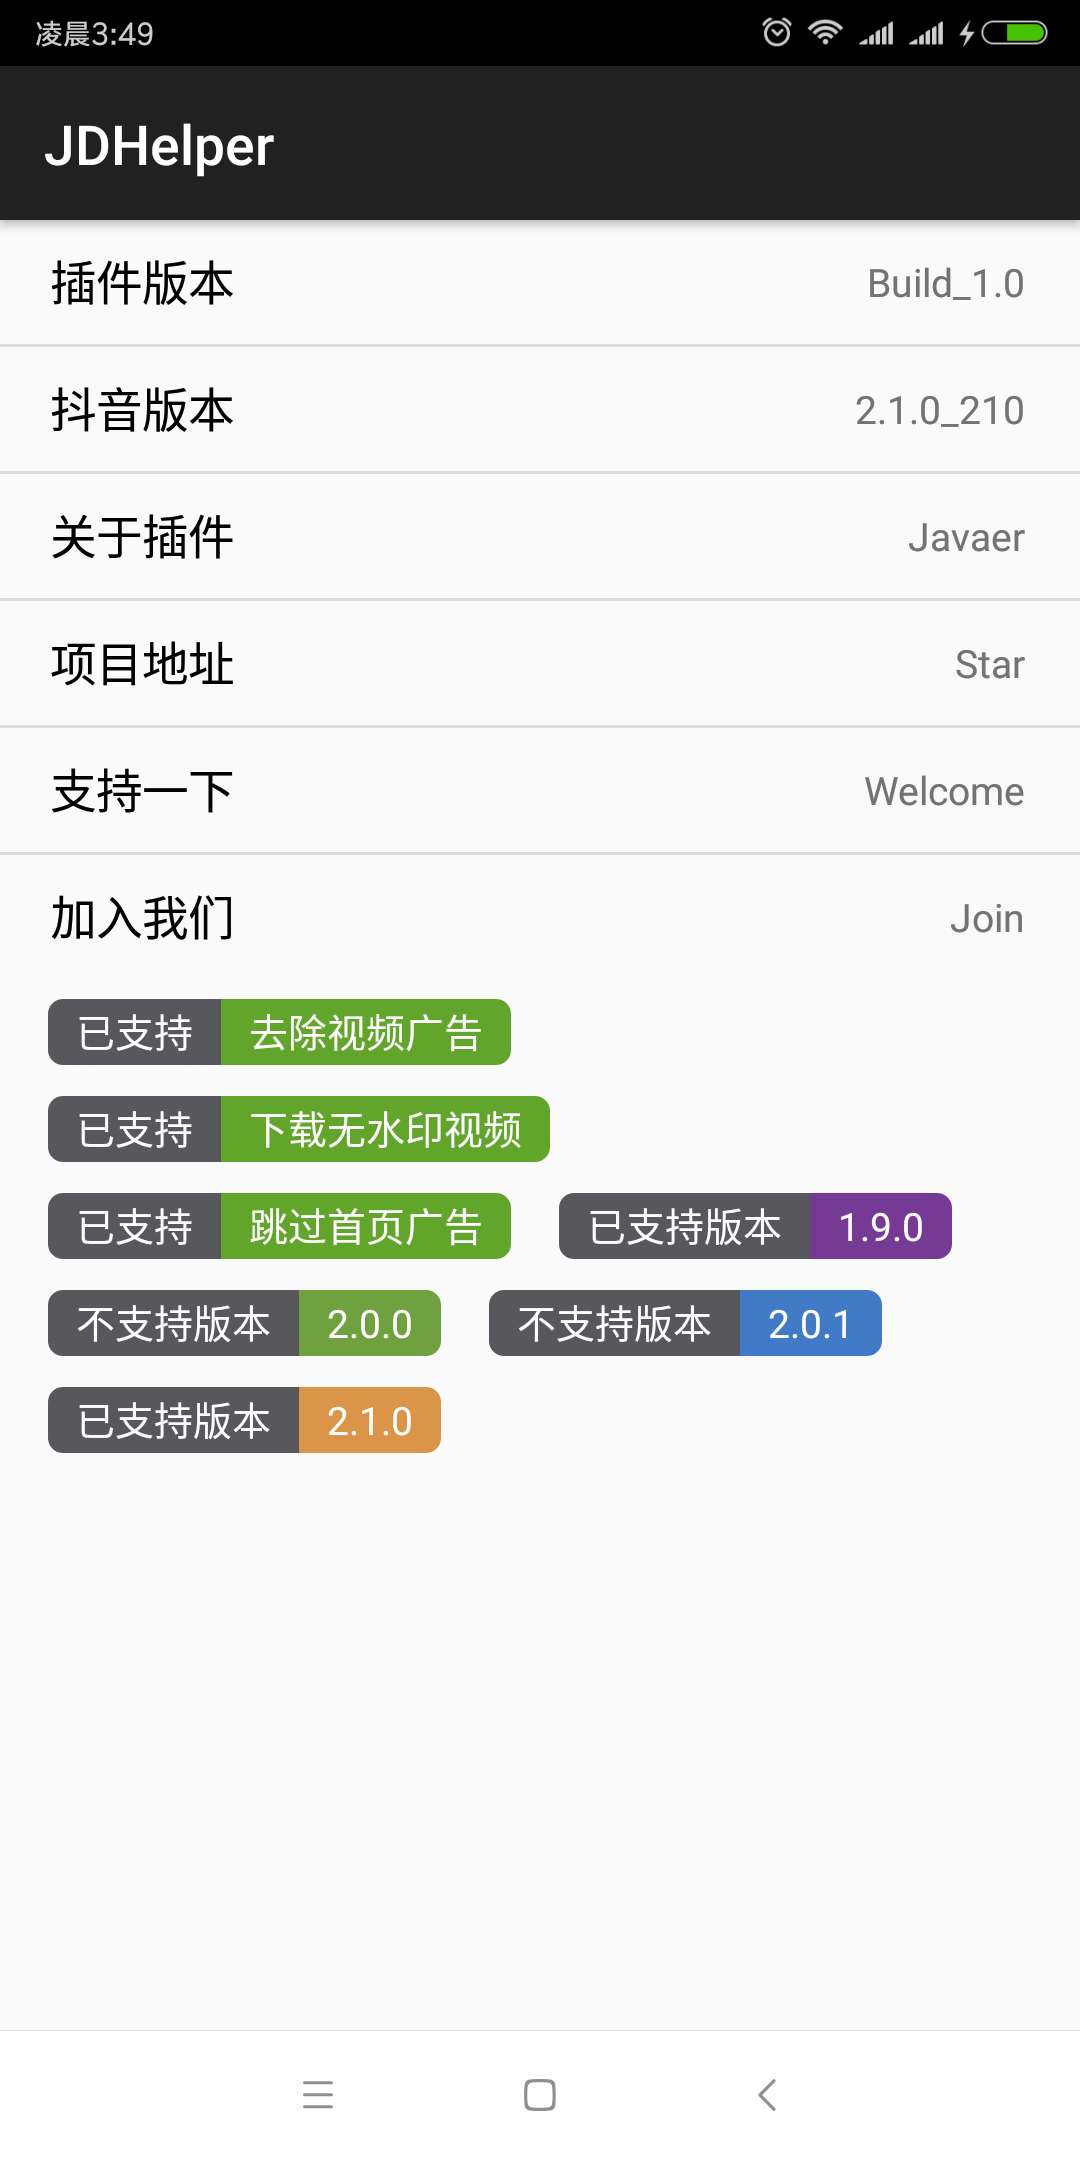 凌晨3:49
JDHelper
插件版本 Build_1.0
抖音版本 2.1.0_210
关于插件 Javaer
项目地址 Star
支持一下 Welcome
加入我们 Join
已支持 去除视频广告
已支持 下载无水印视频
已支持 跳过首页广告 已支持版本 1.9.0
不支持版本 2.0.0 不支持版本 2.0.1
已支持版本 2.1.0